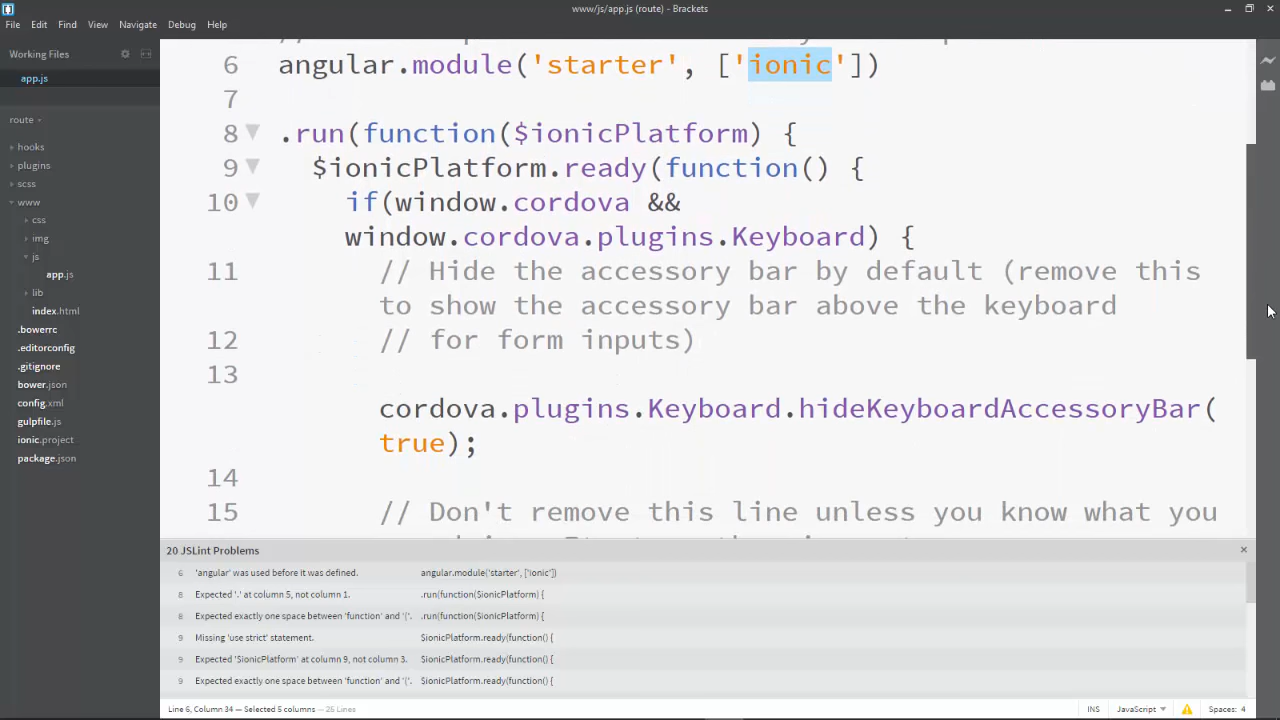 www/js/app.js (route) - Brackets
File Edit Find View Navigate Debug Help
Working Files
app.js
route
hooks
plugins
scss
www
css
img
js
app.js
lib
index.html
.bowerrc
.editorconfig
.gitignore
bower.json
config.xml
gulpfile.js
ionic.project
package.json
6 angular.module('starter', ['ionic'])
7
8 .run(function($ionicPlatform) {
9 $ionicPlatform.ready(function() {
10 if(window.cordova &&
window.cordova.plugins.Keyboard) {
11 // Hide the accessory bar by default (remove this
to show the accessory bar above the keyboard
12 // for form inputs)
13
cordova.plugins.Keyboard.hideKeyboardAccessoryBar(
true);
14
15 // Don't remove this line unless you know what you
20 JSLint Problems
6 'angular' was used before it was defined. angular.module('starter', ['ionic'])
8 Expected '.' at column 5, not column 1. .run(function($ionicPlatform) {
8 Expected exactly one space between 'function' and '('. .run(function($ionicPlatform) {
9 Missing 'use strict' statement. $ionicPlatform.ready(function() {
9 Expected '$ionicPlatform' at column 9, not column 3. $ionicPlatform.ready(function() {
9 Expected exactly one space between 'function' and '('. $ionicPlatform.ready(function() {
Line 6, Column 34 — Selected 5 columns — 25 Lines
INS JavaScript Spaces: 4